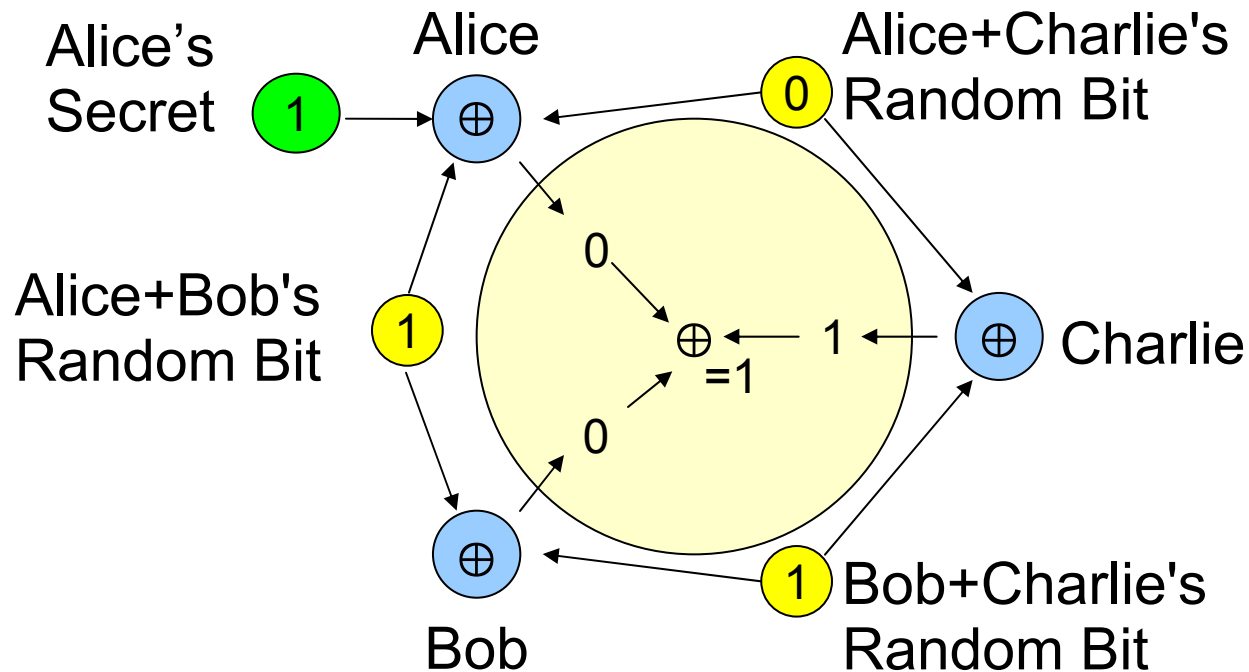 Alice's
Secret
1
Alice
⊕
0
Alice+Charlie's
Random Bit
0
Alice+Bob's
Random Bit
1
⊕
=1
1
⊕
Charlie
0
⊕
Bob
1
Bob+Charlie's
Random Bit